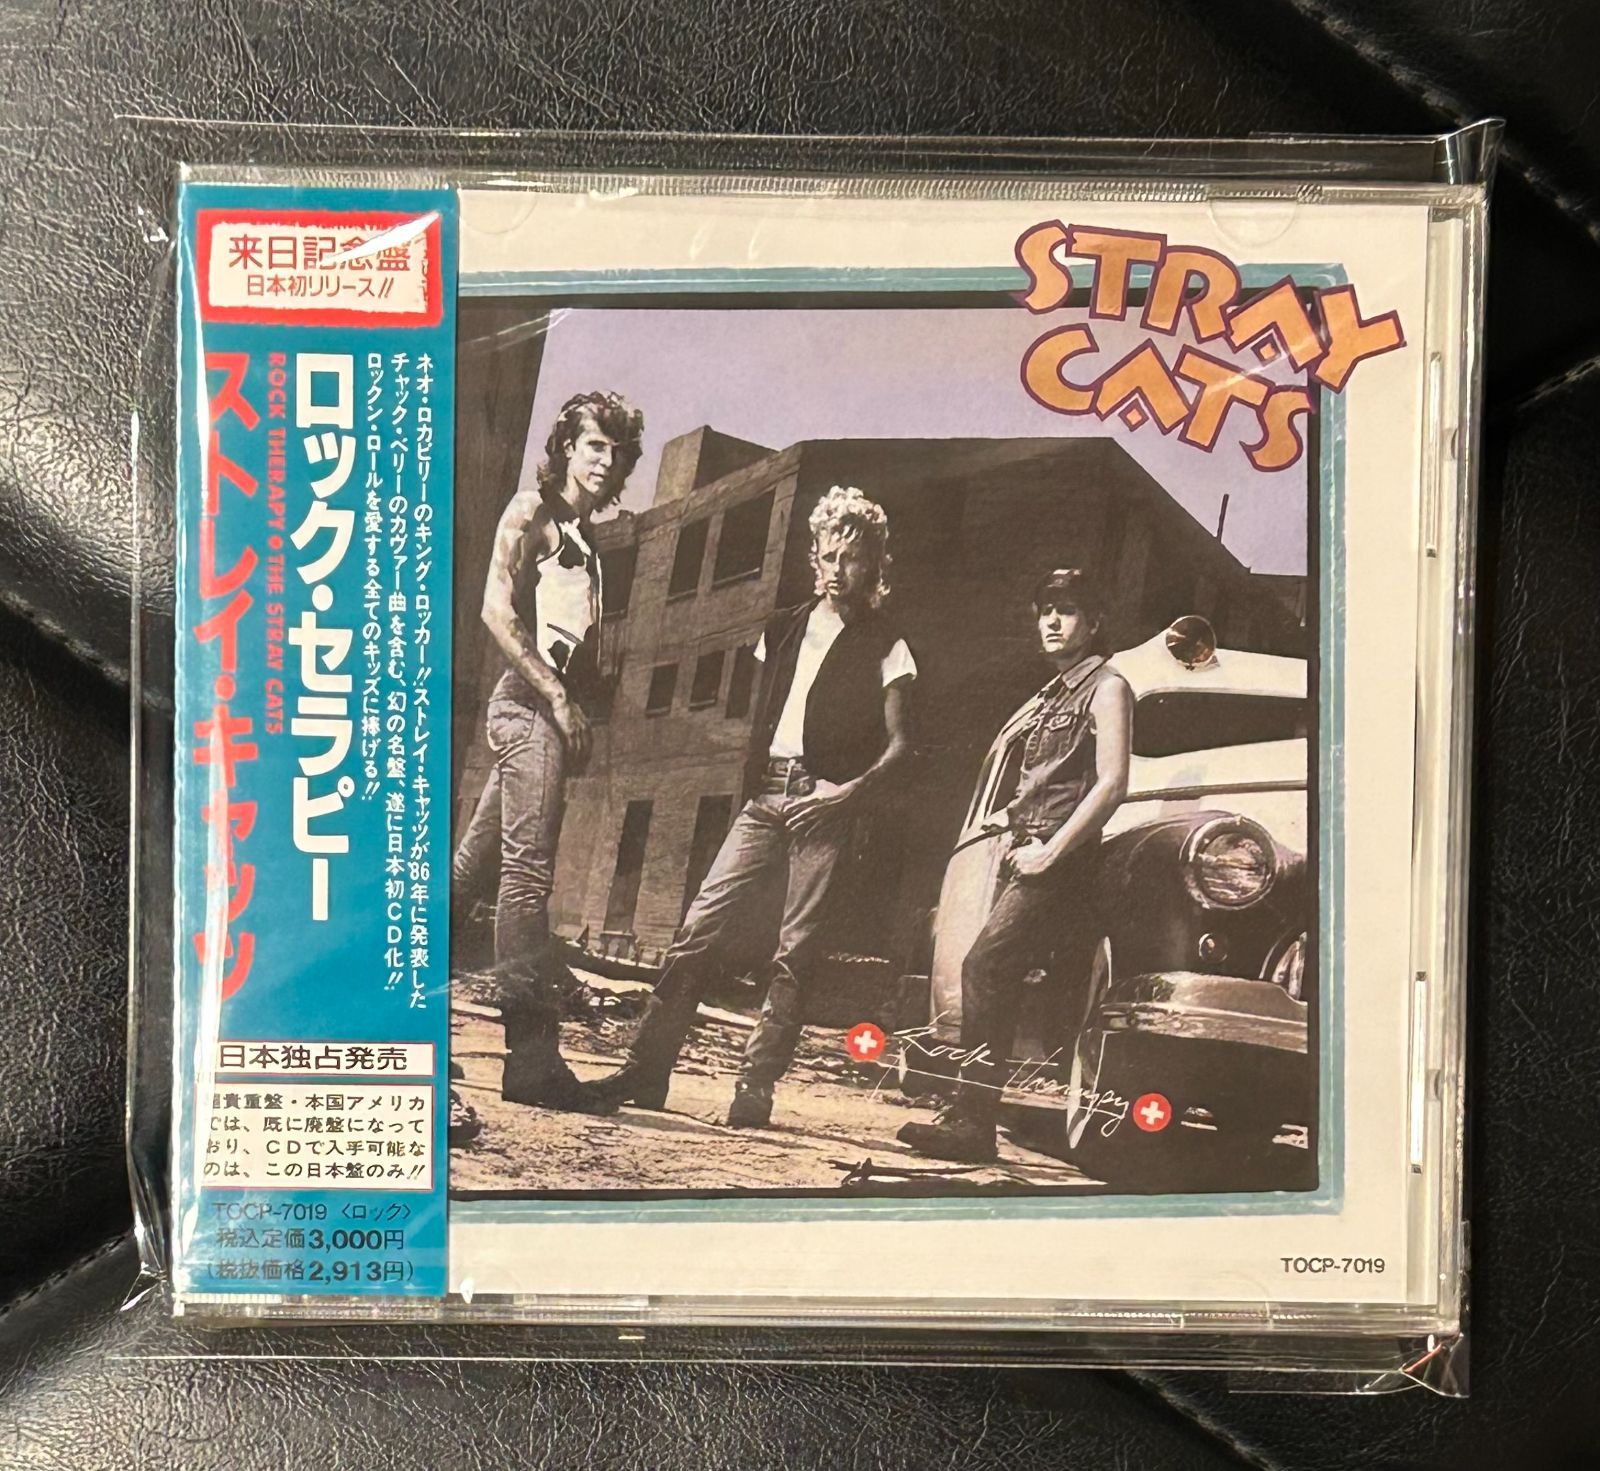 来日記念盤
日本初リリース!!
ネオ・ロカビリーのキング・ロッカー!!ストレイ・キャッツが'86年に発表した
チャック・ベリーのカヴァー曲を含む、幻の名盤、遂に日本初CD化!!
ロックン・ロールを愛する全てのキッズに捧げる!!
ロック・セラピー
ROCK THERAPY●THE STRAY CATS
ストレイ・キャッツ
日本独占発売
超貴重盤・本国アメリカ
では、既に廃盤になって
おり、CDで入手可能な
のは、この日本盤のみ!!
TOCP-7019〈ロック〉
税込定価3,000円
(税抜価格2,913円)
STRAY
CATS
Rock therapy
TOCP-7019